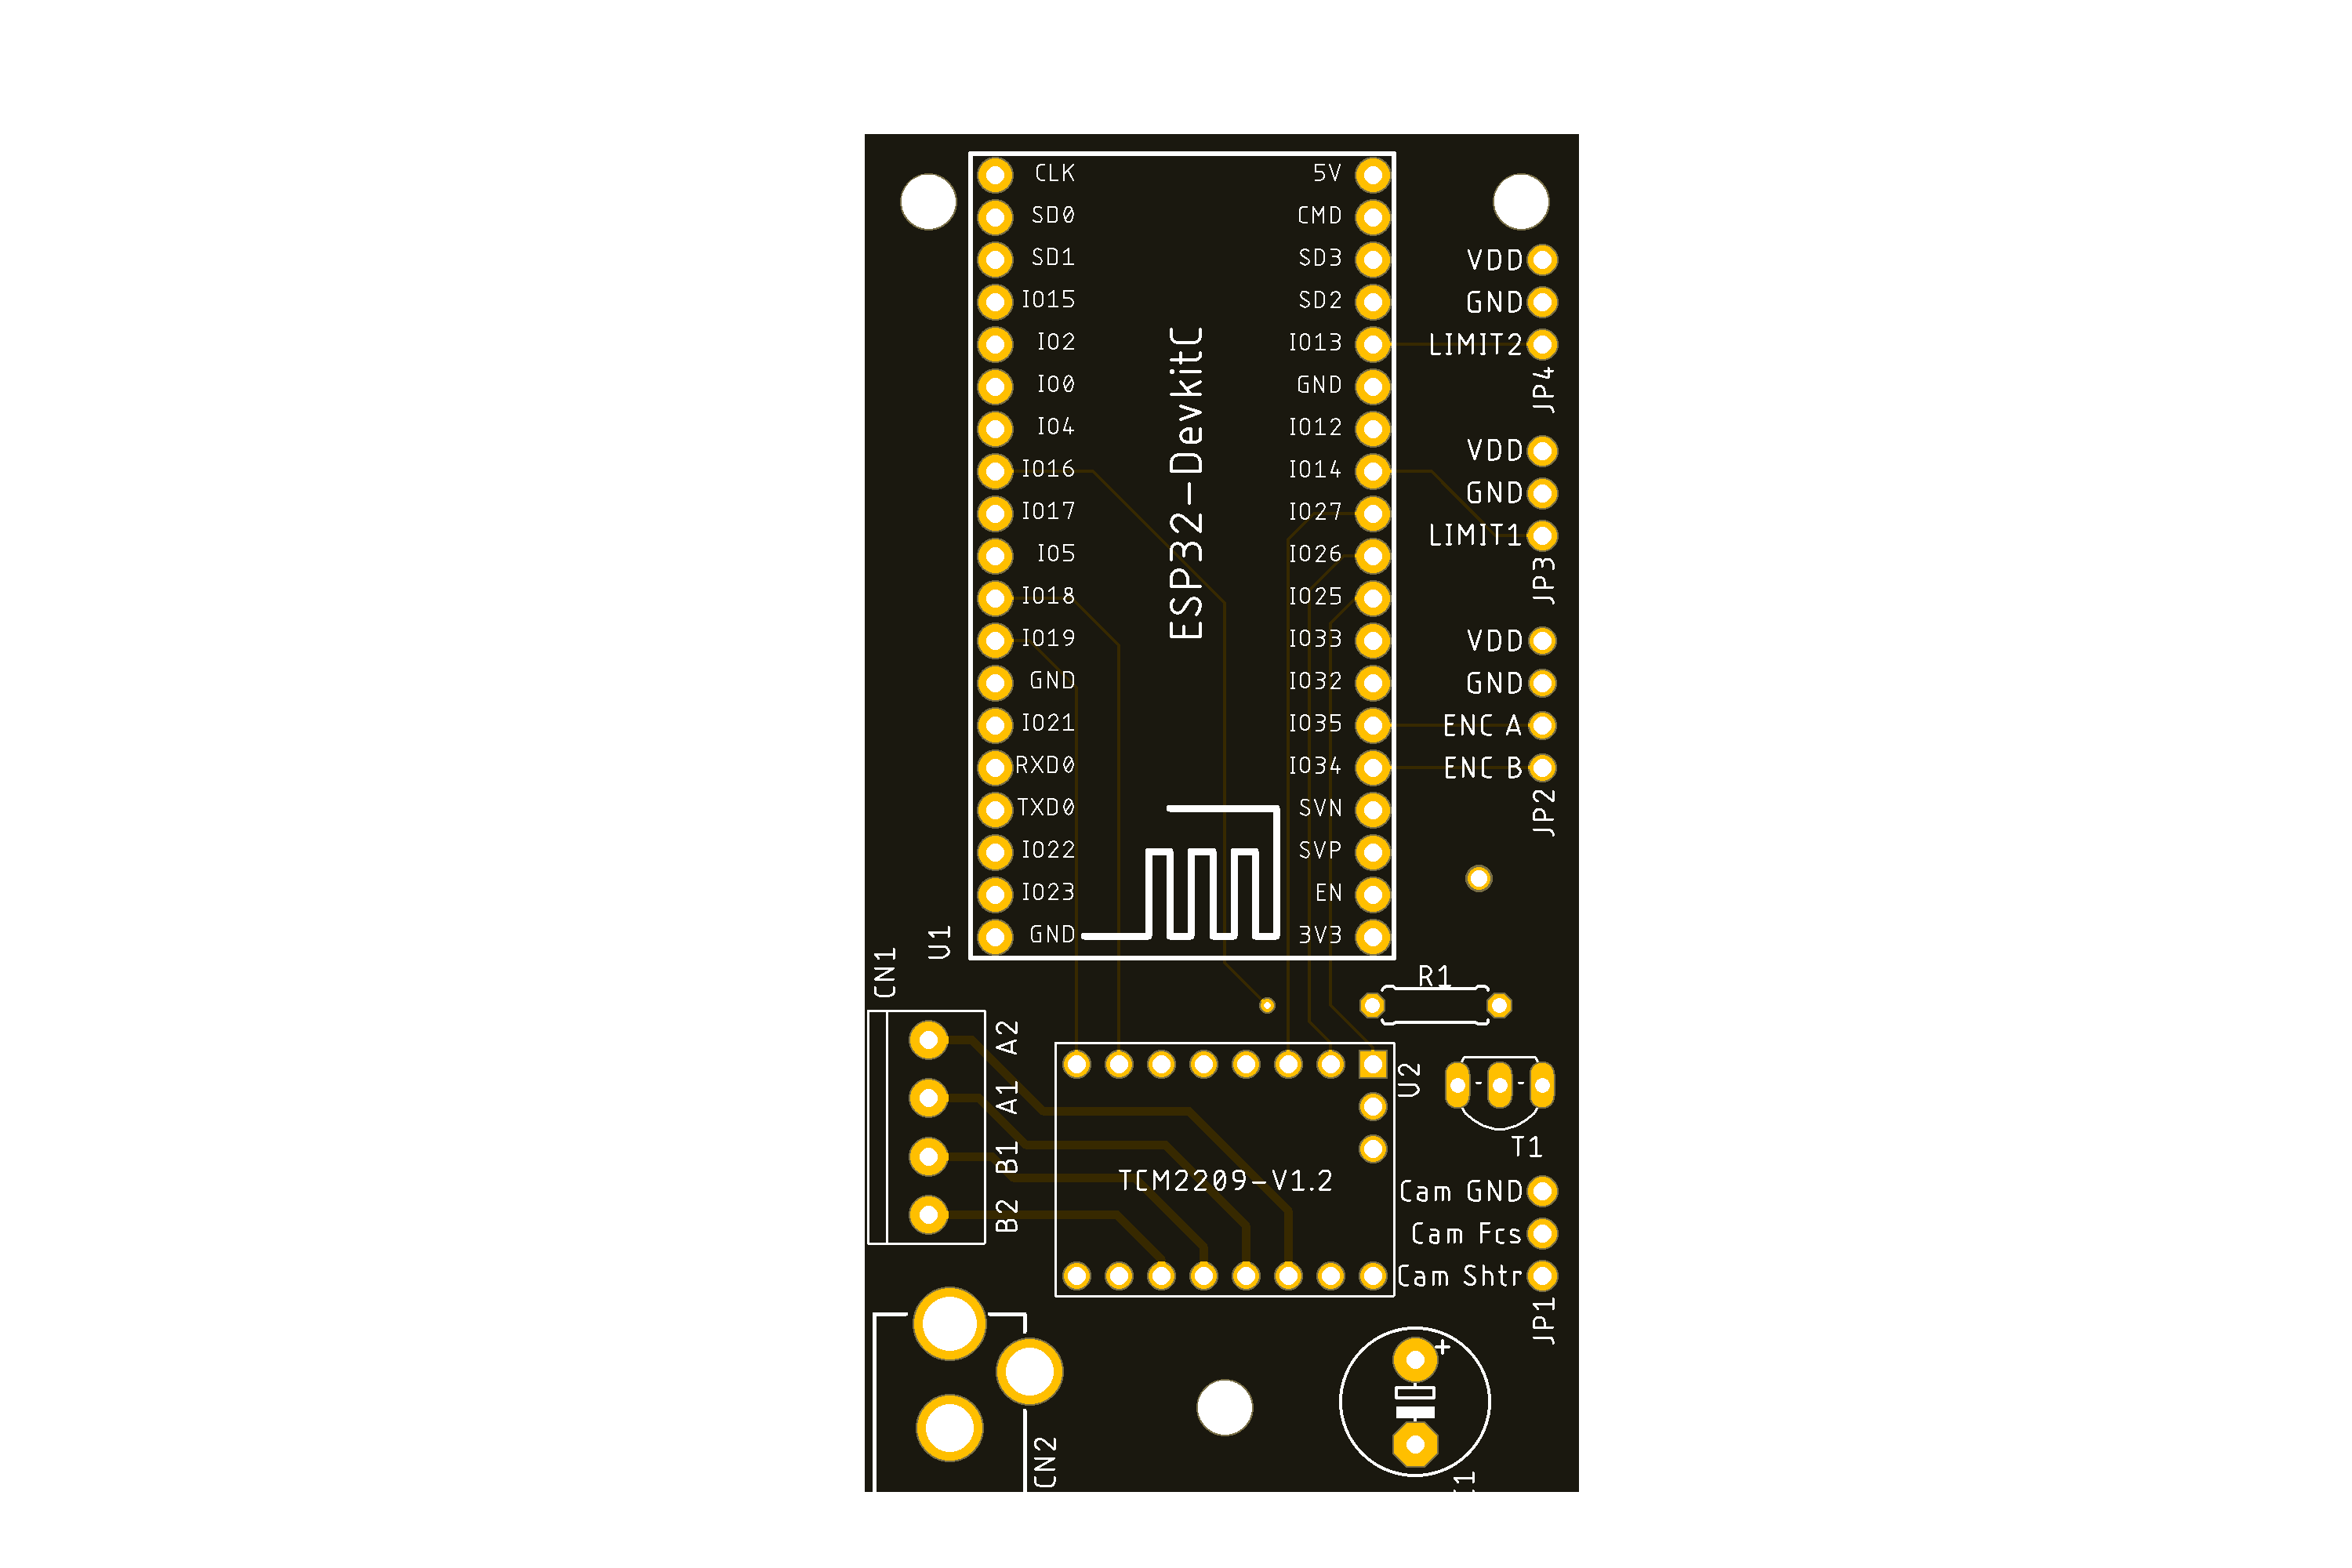 CLK
SD0
SD1
IO15
IO2
IO0
IO4
IO16
IO17
IO5
IO18
IO19
GND
IO21
RXD0
TXD0
IO22
IO23
GND
U1
ESP32-DevkitC
5V
CMD
SD3
SD2
IO13
GND
IO12
IO14
IO27
IO26
IO25
IO33
IO32
IO35
IO34
SVN
SVP
EN
3V3
VDD
GND
LIMIT2
JP4
VDD
GND
LIMIT1
JP3
VDD
GND
ENC A
ENC B
JP2
R1
CN1
A2
A1
B1
B2
U2
TCM2209-V1.2
T1
Cam GND
Cam Fcs
Cam Shtr
JP1
+
CN2